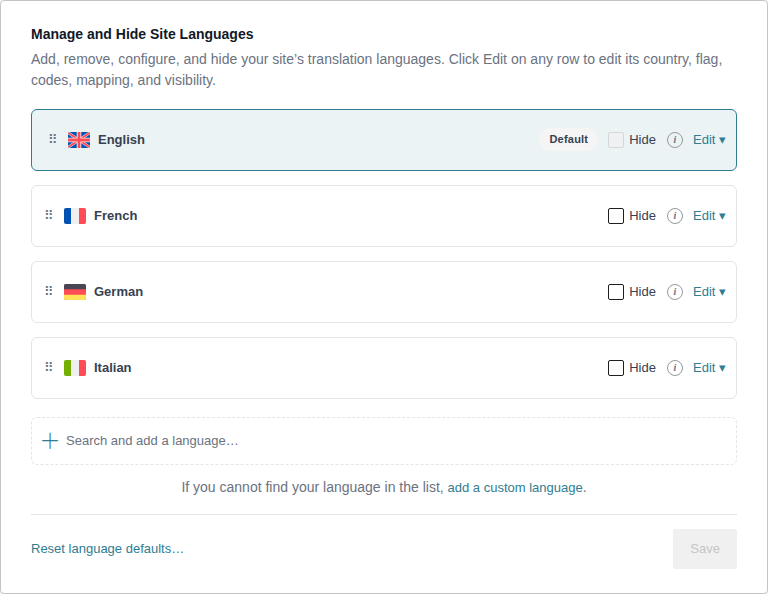 Manage and Hide Site Languages
Add, remove, configure, and hide your site’s translation languages. Click Edit on any row to edit its country, flag,
codes, mapping, and visibility.
English Default Hide i Edit ▾
French Hide i Edit ▾
German Hide i Edit ▾
Italian Hide i Edit ▾
Search and add a language…
If you cannot find your language in the list, add a custom language.
Reset language defaults… Save